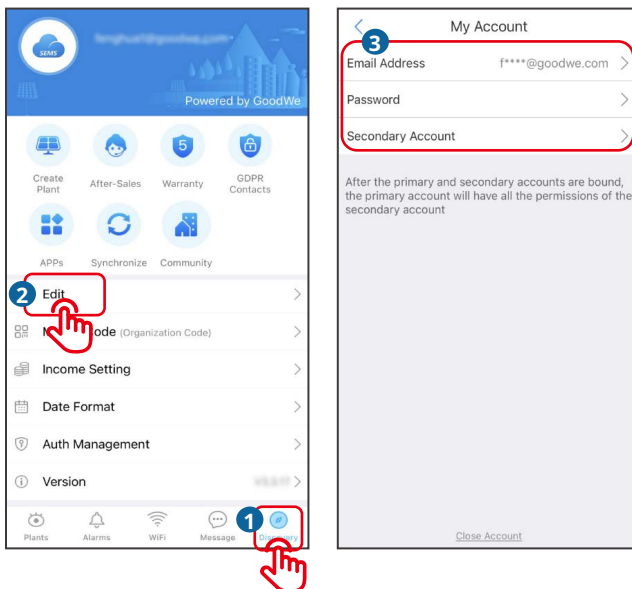 SEMS
Powered by GoodWe
5
Create Plant
After-Sales
Warranty
GDPR Contacts
APPs
Synchronize
Community
2
Edit
(Organization Code)
Income Setting
Date Format
Auth Management
Version
Plants
Alarms
WiFi
Message
1
Discovery
My Account
3
Email Address
f****@goodwe.com
Password
Secondary Account
After the primary and secondary accounts are bound,
the primary account will have all the permissions of the
secondary account
Close Account